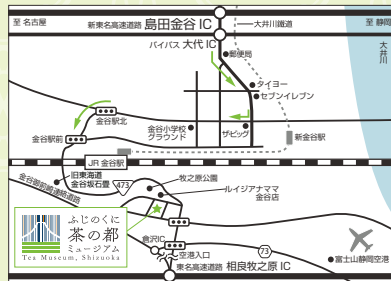 至 名古屋
新東名高速道路 島田金谷 IC
大井川鐵道
至 静岡
バイパス 大代 IC
郵便局
大井川
タイヨー
セブンイレブン
金谷駅北
金谷小学校
グラウンド
ザビッグ
金谷駅前
新金谷駅
JR 金谷駅
旧東海道
金谷坂石畳
473
牧之原公園
金谷御前崎連絡道路
ルイジアナママ
金谷店
ふじのくに
茶の都
ミュージアム
Tea Museum, Shizuoka
倉沢IC
空港入口
73
富士山静岡空港
東名高速道路 相良牧之原 IC